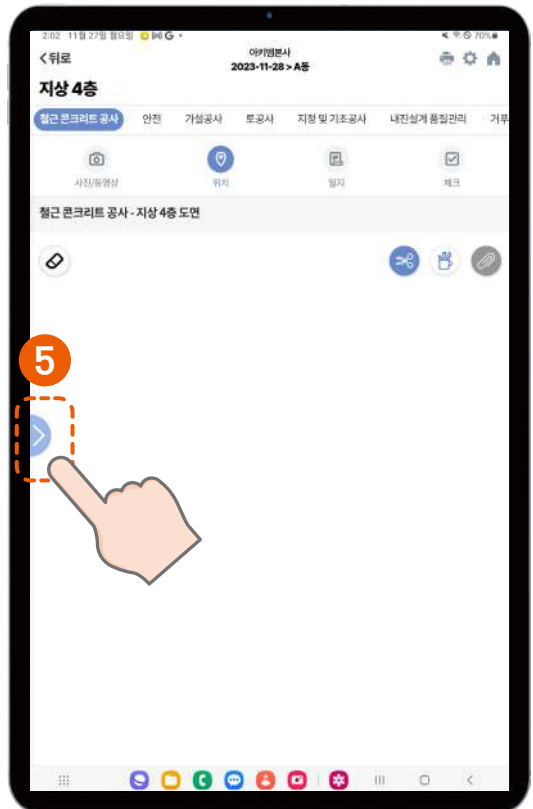 2:02 11월 27일 월요일
70%
뒤로
아키엠본사
2023-11-28 > A동
지상 4층
철근 콘크리트 공사 안전 가설공사 토공사 지정 및 기초공사 내진설계 품질관리 거푸
사진/동영상 위치 일지 체크
철근 콘크리트 공사 - 지상 4층 도면
5